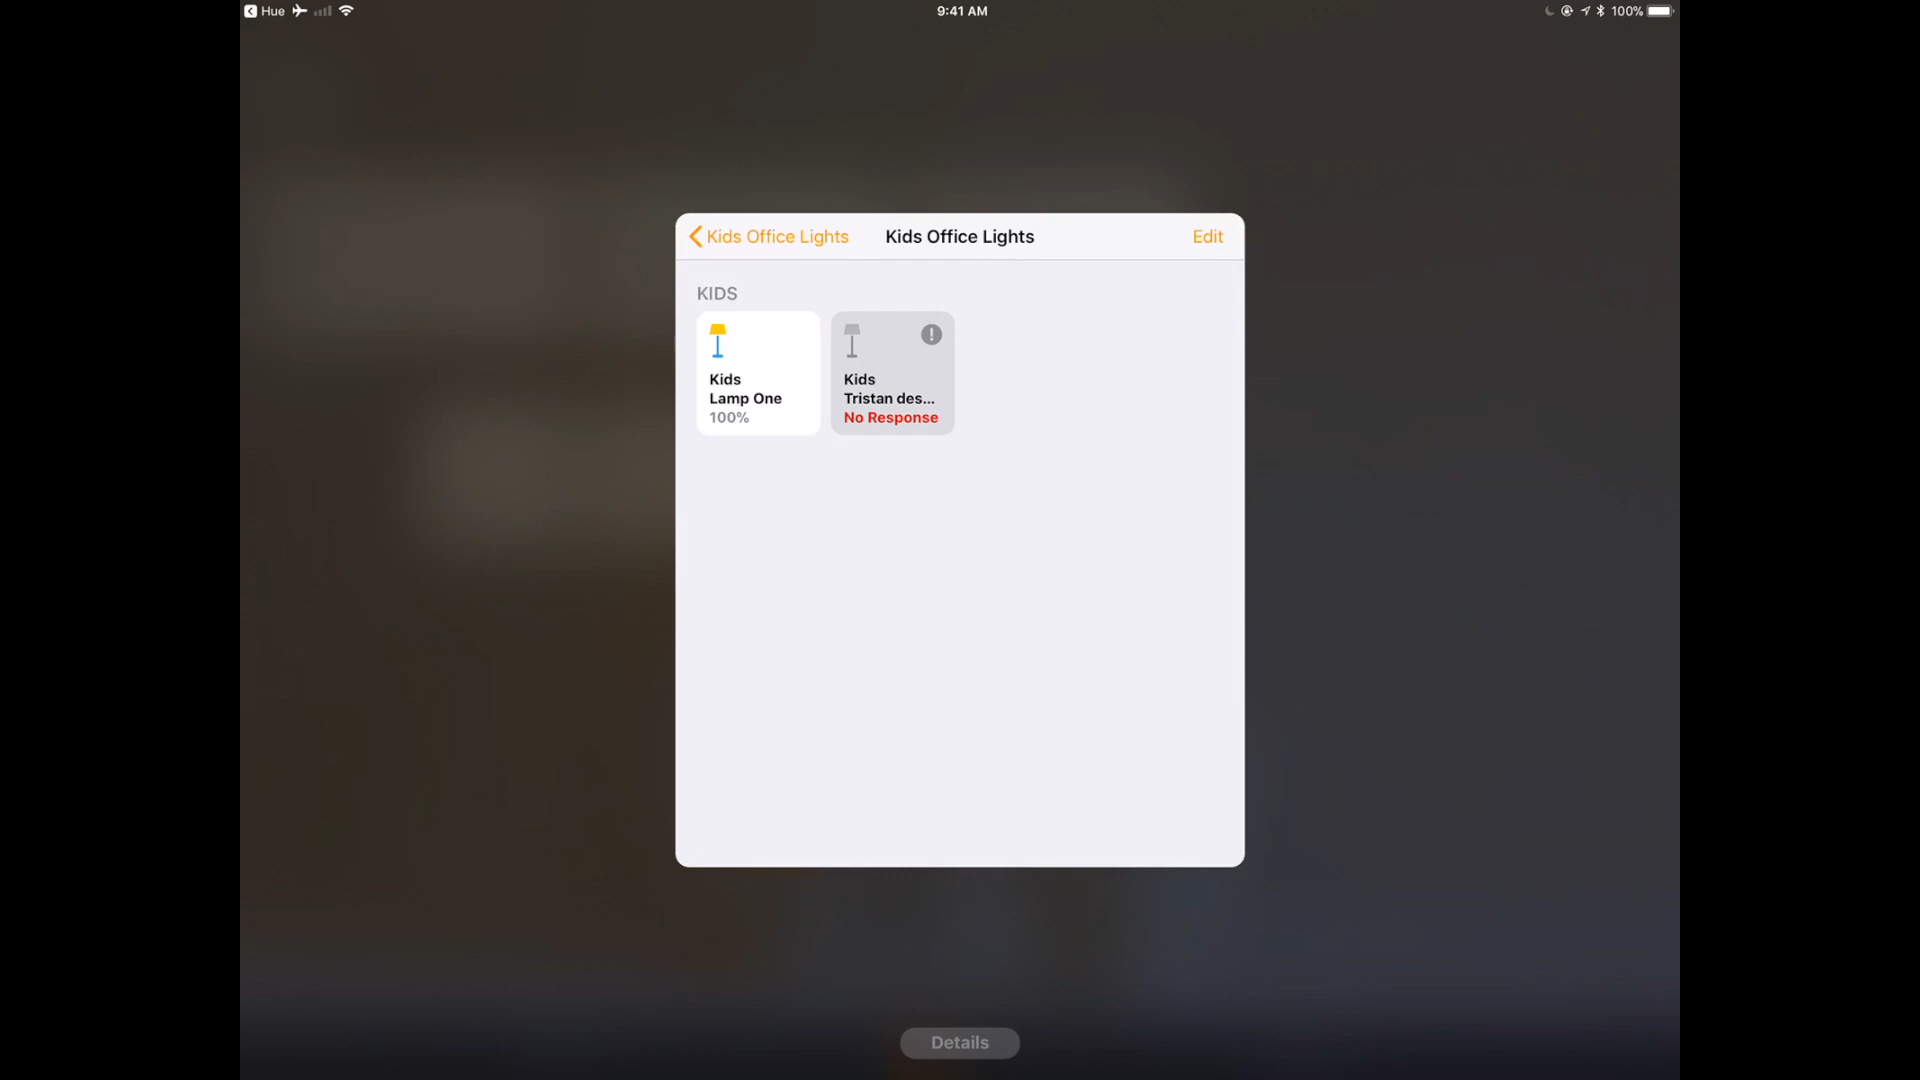 Hue
9:41 AM
100%
Kids Office Lights
Kids Office Lights
Edit
KIDS
Kids
Lamp One
100%
Kids
Tristan des...
No Response
Details